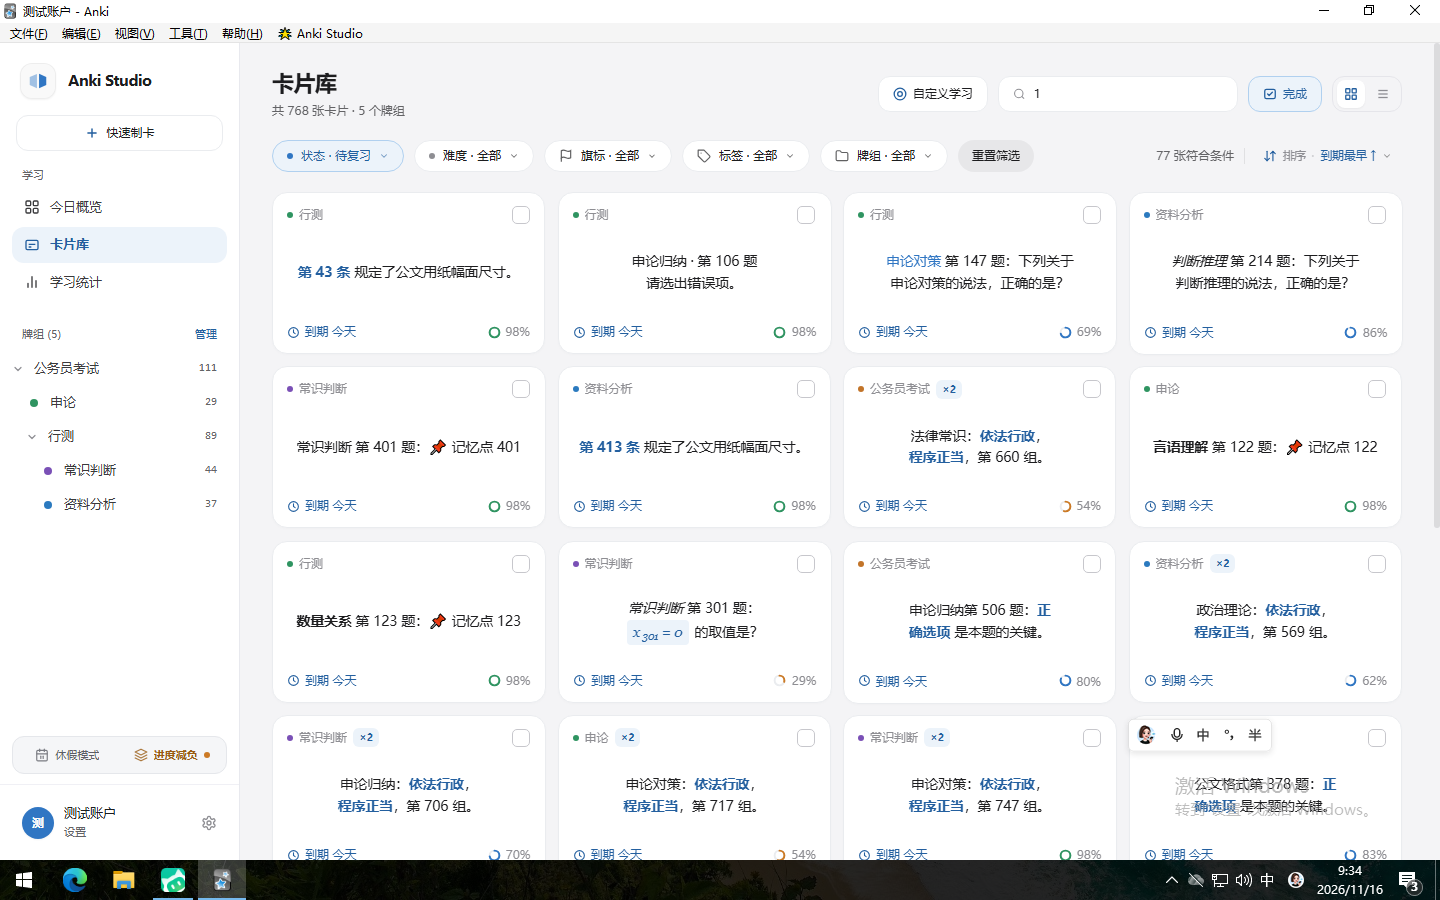 测试账户 - Anki
文件(F) 编辑(E) 视图(V) 工具(T) 帮助(H) Anki Studio
Anki Studio
+ 快速制卡
学习
今日概览
卡片库
学习统计
牌组 (5) 管理
公务员考试 111
申论 29
行测 89
常识判断 44
资料分析 37
休假模式 进度减负
测 测试账户
设置
卡片库
共 768 张卡片 · 5 个牌组
自定义学习 1 完成
状态 · 待复习 难度 · 全部 旗标 · 全部 标签 · 全部 牌组 · 全部 重置筛选 77 张符合条件 排序 · 到期最早↑
行测
第 43 条 规定了公文用纸幅面尺寸。
到期 今天 98%
行测
申论归纳 · 第 106 题
请选出错误项。
到期 今天 98%
行测
申论对策 第 147 题：下列关于
申论对策的说法，正确的是？
到期 今天 69%
资料分析
判断推理 第 214 题：下列关于
判断推理的说法，正确的是？
到期 今天 86%
常识判断
常识判断 第 401 题：📌 记忆点 401
到期 今天 98%
资料分析
第 413 条 规定了公文用纸幅面尺寸。
到期 今天 98%
公务员考试 ×2
法律常识：依法行政，
程序正当，第 660 组。
到期 今天 54%
申论
言语理解 第 122 题：📌 记忆点 122
到期 今天 98%
行测
数量关系 第 123 题：📌 记忆点 123
到期 今天 98%
常识判断
常识判断 第 301 题：
x₃₀₁ = 0 的取值是？
到期 今天 29%
公务员考试
申论归纳第 506 题：正
确选项 是本题的关键。
到期 今天 80%
资料分析 ×2
政治理论：依法行政，
程序正当，第 569 组。
到期 今天 62%
常识判断 ×2
申论归纳：依法行政，
程序正当，第 706 组。
到期 今天 70%
申论 ×2
申论对策：依法行政，
程序正当，第 717 组。
到期 今天 54%
常识判断 ×2
申论对策：依法行政，
程序正当，第 747 组。
到期 今天 98%
中 °, 半
公文格式第 378 题：正
确选项 是本题的关键。
到期 今天 83%
激活 Windows
转到"设置"以激活 Windows。
中 9:34
2026/11/16
3